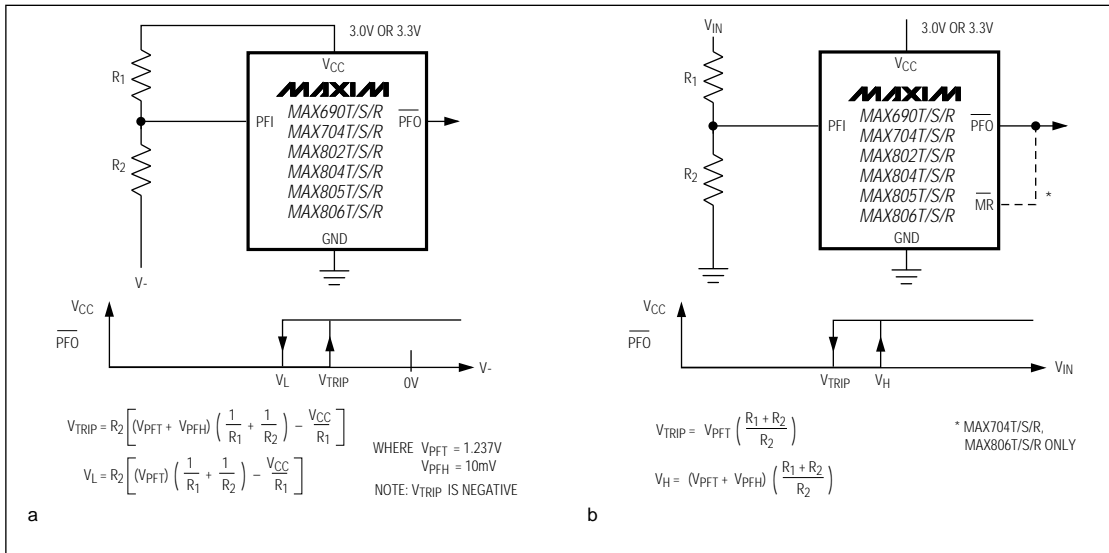 3.0V OR 3.3V
VCC
R1
MAXIM
MAX690T/S/R
PFI
PFO
MAX704T/S/R
MAX802T/S/R
R2
MAX804T/S/R
MAX805T/S/R
MAX806T/S/R
GND
V-
VCC
PFO
VL
VTRIP
0V
V-
VTRIP = R2 [(VPFT + VPFH) (1/R1 + 1/R2) – VCC/R1]
WHERE VPFT = 1.237V
VPFH = 10mV
VL = R2 [(VPFT) (1/R1 + 1/R2) – VCC/R1]
NOTE: VTRIP IS NEGATIVE
a
VIN
3.0V OR 3.3V
VCC
R1
MAXIM
MAX690T/S/R
PFI
PFO
MAX704T/S/R
MAX802T/S/R
R2
MAX804T/S/R
MAX805T/S/R
MR
*
MAX806T/S/R
GND
VCC
PFO
VTRIP
VH
VIN
VTRIP = VPFT (R1 + R2/R2)
* MAX704T/S/R,
MAX806T/S/R ONLY
VH = (VPFT + VPFH) (R1 + R2/R2)
b